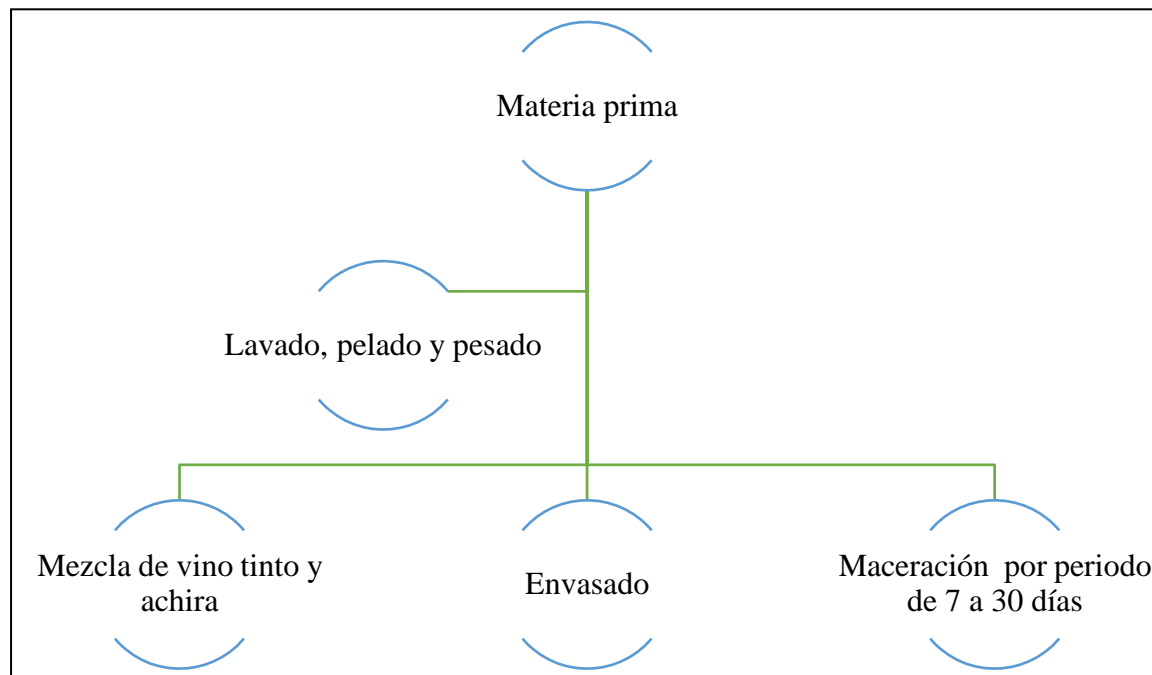 Materia prima
Lavado, pelado y pesado
Mezcla de vino tinto y
achira
Envasado
Maceración  por periodo
de 7 a 30 días